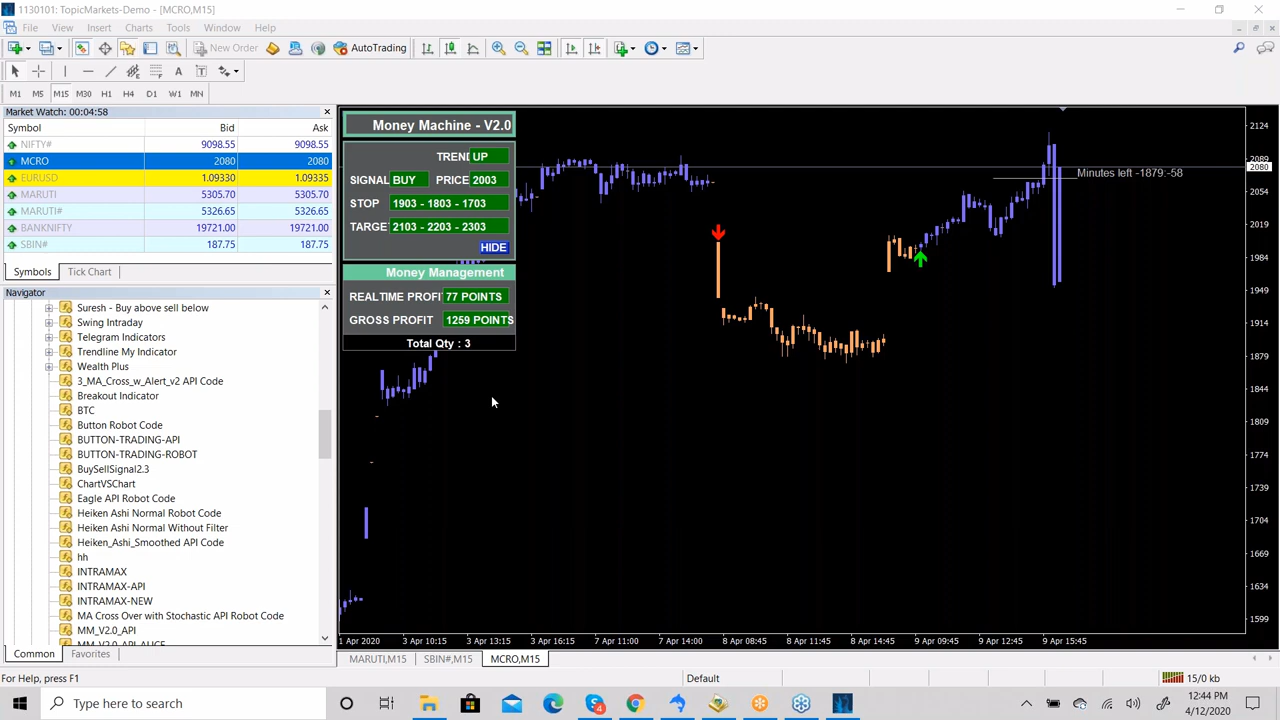 1130101: TopicMarkets-Demo - [MCRO,M15]
File View Insert Charts Tools Window Help
New Order AutoTrading
M1 M5 M15 M30 H1 H4 D1 W1 MN
Market Watch: 00:04:58
Symbol Bid Ask
NIFTY# 9098.55 9098.55
MCRO 2080 2080
EURUSD 1.09330 1.09335
MARUTI 5305.70 5305.70
MARUTI# 5326.65 5326.65
BANKNIFTY 19721.00 19721.00
SBIN# 187.75 187.75
Symbols Tick Chart
Navigator
Suresh - Buy above sell below
Swing Intraday
Telegram Indicators
Trendline My Indicator
Wealth Plus
3_MA_Cross_w_Alert_v2 API Code
Breakout Indicator
BTC
Button Robot Code
BUTTON-TRADING-API
BUTTON-TRADING-ROBOT
BuySellSignal2.3
ChartVSChart
Eagle API Robot Code
Heiken Ashi Normal Robot Code
Heiken Ashi Normal Without Filter
Heiken_Ashi_Smoothed API Code
hh
INTRAMAX
INTRAMAX-API
INTRAMAX-NEW
MA Cross Over with Stochastic API Robot Code
MM_V2.0_API
Common Favorites
Money Machine - V2.0
TREND UP
SIGNAL BUY PRICE 2003
STOP 1903 - 1803 - 1703
TARGE 2103 - 2203 - 2303
HIDE
Money Management
REALTIME PROFI 77 POINTS
GROSS PROFIT 1259 POINTS
Total Qty : 3
Minutes left -1879:-58
2124
2089
2080
2054
2019
1984
1949
1914
1879
1844
1809
1774
1739
1704
1669
1634
1599
1 Apr 2020 3 Apr 10:15 3 Apr 13:15 3 Apr 16:15 7 Apr 11:00 7 Apr 14:00 8 Apr 08:45 8 Apr 11:45 8 Apr 14:45 9 Apr 09:45 9 Apr 12:45 9 Apr 15:45
MARUTI,M15 SBIN#,M15 MCRO,M15
For Help, press F1 Default 15/0 kb
Type here to search
4
12:44 PM
4/12/2020